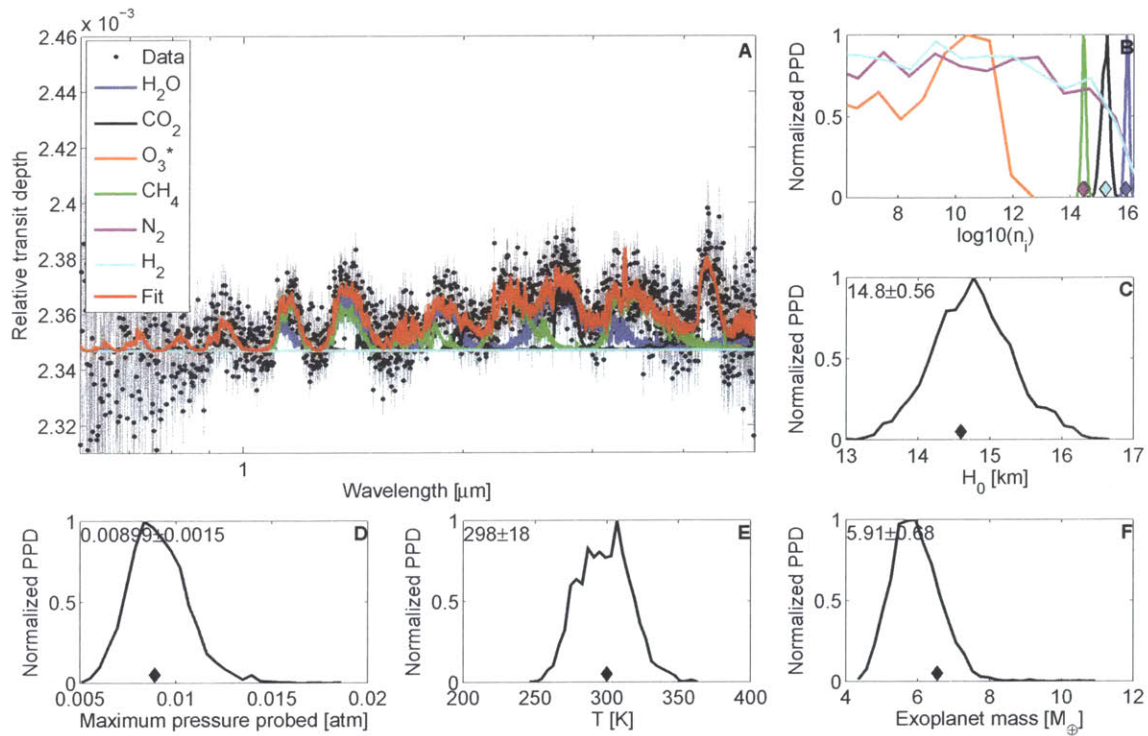 × 10⁻³
A
2.46
2.44
2.42
2.4
2.38
2.36
2.34
2.32
Relative transit depth
Data
H₂O
CO₂
O₃*
CH₄
N₂
H₂
Fit
1
Wavelength [μm]
B
1
0.5
0
Normalized PPD
8 10 12 14 16
log10(nᵢ)
C
14.8±0.56
1
0.5
0
Normalized PPD
13 14 15 16 17
H₀ [km]
D
0.00899±0.0015
1
0.5
0
Normalized PPD
0.005 0.01 0.015 0.02
Maximum pressure probed [atm]
E
298±18
1
0.5
0
Normalized PPD
200 250 300 350 400
T [K]
F
5.91±0.68
1
0.5
0
Normalized PPD
4 6 8 10 12
Exoplanet mass [M⊕]